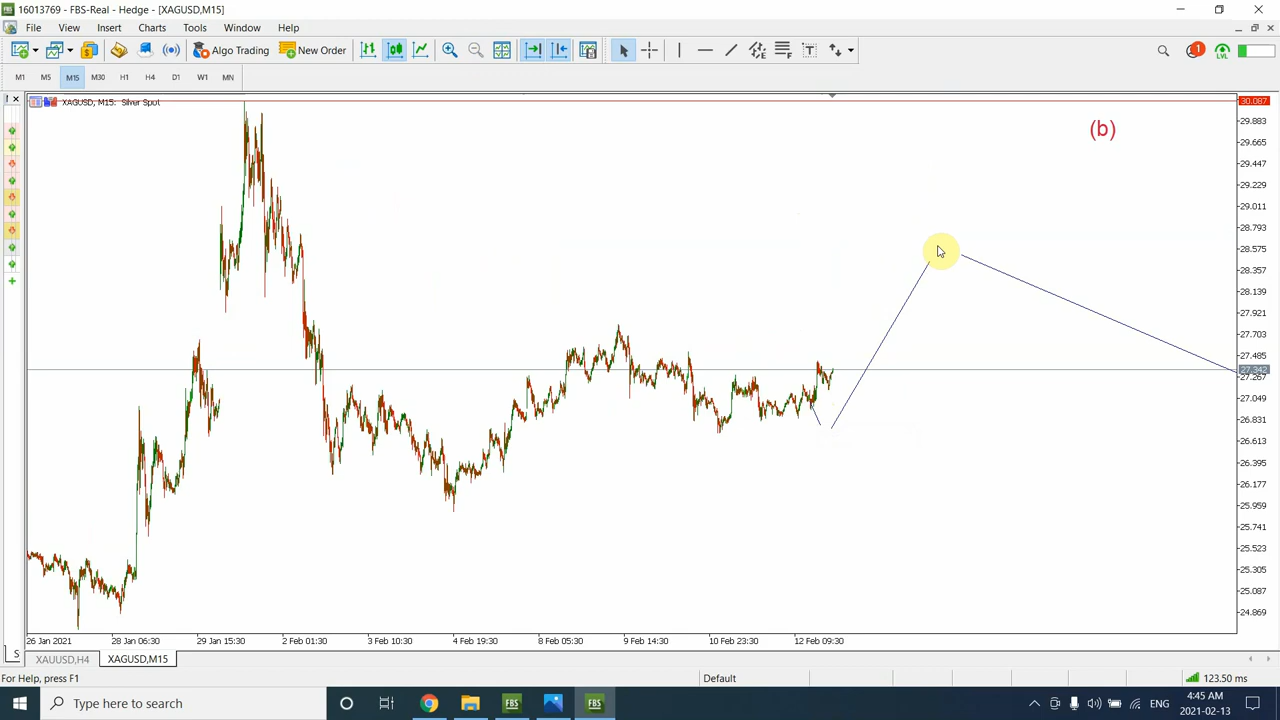 16013769 - FBS-Real - Hedge - [XAGUSD,M15]
File View Insert Charts Tools Window Help
Algo Trading New Order 1 LVL
M1 M5 M15 M30 H1 H4 D1 W1 MN
XAGUSD, M15: Silver Spot
30.087
(b)
29.883
29.665
29.447
29.229
29.011
28.793
28.575
28.357
28.139
27.921
27.703
27.485
27.342
27.267
27.049
26.831
26.613
26.395
26.177
25.959
25.741
25.523
25.305
25.087
24.869
26 Jan 2021 28 Jan 06:30 29 Jan 15:30 2 Feb 01:30 3 Feb 10:30 4 Feb 19:30 8 Feb 05:30 9 Feb 14:30 10 Feb 23:30 12 Feb 09:30
S XAUUSD,H4 XAGUSD,M15
For Help, press F1 Default 123.50 ms
Type here to search FBS FBS ENG 4:45 AM
2021-02-13